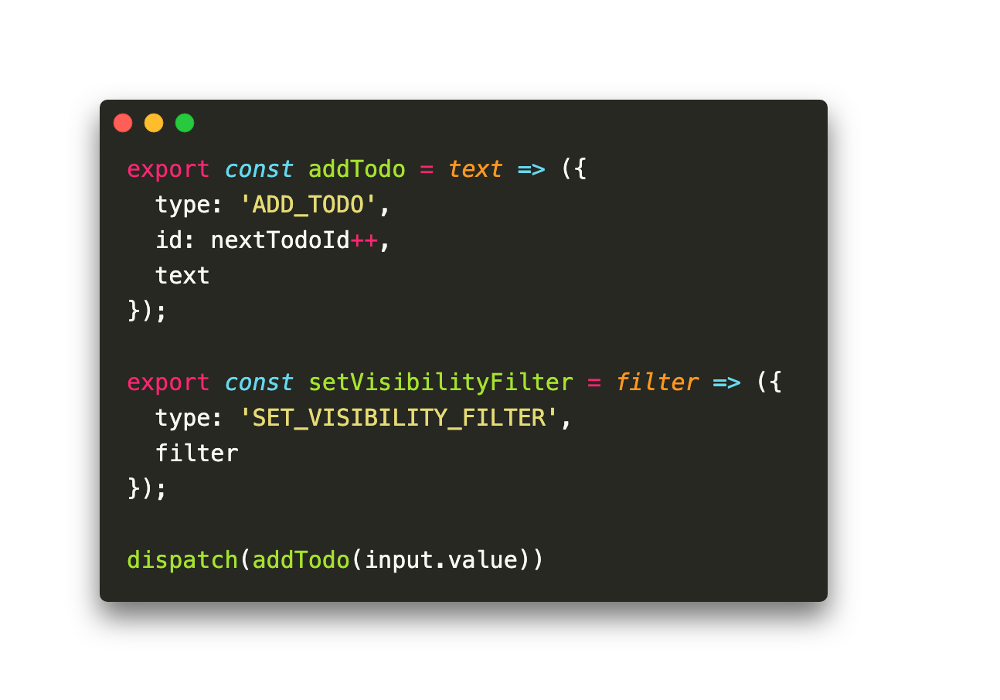 export const addTodo = text => ({
  type: 'ADD_TODO',
  id: nextTodoId++,
  text
});

export const setVisibilityFilter = filter => ({
  type: 'SET_VISIBILITY_FILTER',
  filter
});

dispatch(addTodo(input.value))